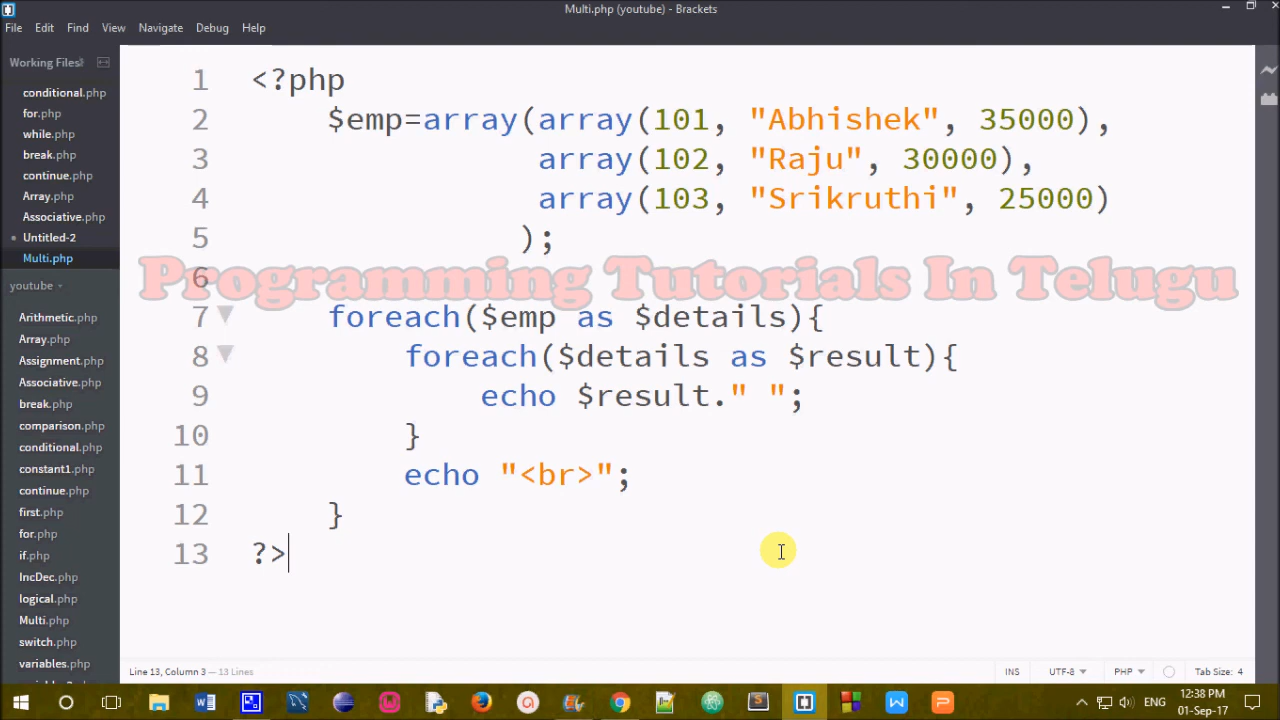 Multi.php (youtube) - Brackets
File Edit Find View Navigate Debug Help
Working Files
conditional.php
for.php
while.php
break.php
continue.php
Array.php
Associative.php
Untitled-2
Multi.php
youtube
Arithmetic.php
Array.php
Assignment.php
Associative.php
break.php
comparison.php
conditional.php
constant1.php
continue.php
first.php
for.php
if.php
IncDec.php
logical.php
Multi.php
switch.php
variables.php
1 <?php
2 $emp=array(array(101, "Abhishek", 35000),
3 array(102, "Raju", 30000),
4 array(103, "Srikruthi", 25000)
5 );
6
Programming Tutorials In Telugu
7 foreach($emp as $details){
8 foreach($details as $result){
9 echo $result." ";
10 }
11 echo "<br>";
12 }
13 ?>
Line 13, Column 3 — 13 Lines
INS UTF-8 PHP Tab Size: 4
ENG 12:38 PM
01-Sep-17